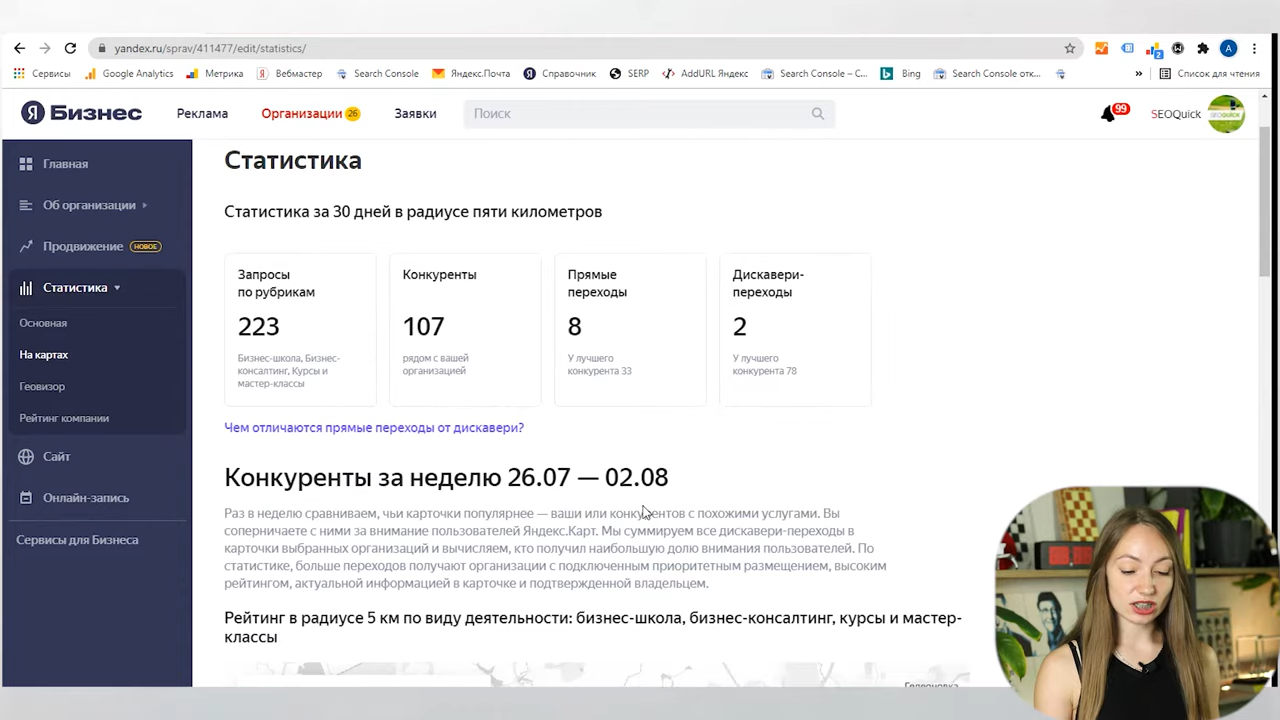 yandex.ru/sprav/411477/edit/statistics/
Сервисы Google Analytics Метрика Вебмастер Search Console Яндекс.Почта Справочник SERP AddURL Яндекс Search Console – С... Bing Search Console отк... » Список для чтения
Я Бизнес Реклама Организации 26 Заявки Поиск 99 SEOQuick
Главная
Об организации
Продвижение НОВОЕ
Статистика
Основная
На картах
Геовизор
Рейтинг компании
Сайт
Онлайн-запись
Сервисы для Бизнеса
Статистика
Статистика за 30 дней в радиусе пяти километров
Запросы
по рубрикам
223
Бизнес-школа, Бизнес-
консалтинг, Курсы и
мастер-классы
Конкуренты
107
рядом с вашей
организацией
Прямые
переходы
8
У лучшего
конкурента 33
Дискавери-
переходы
2
У лучшего
конкурента 78
Чем отличаются прямые переходы от дискавери?
Конкуренты за неделю 26.07 — 02.08
Раз в неделю сравниваем, чьи карточки популярнее — ваши или конкурентов с похожими услугами. Вы
соперничаете с ними за внимание пользователей Яндекс.Карт. Мы суммируем все дискавери-переходы в
карточки выбранных организаций и вычисляем, кто получил наибольшую долю внимания пользователей. По
статистике, больше переходов получают организации с подключенным приоритетным размещением, высоким
рейтингом, актуальной информацией в карточке и подтвержденной владельцем.
Рейтинг в радиусе 5 км по виду деятельности: бизнес-школа, бизнес-консалтинг, курсы и мастер-
классы